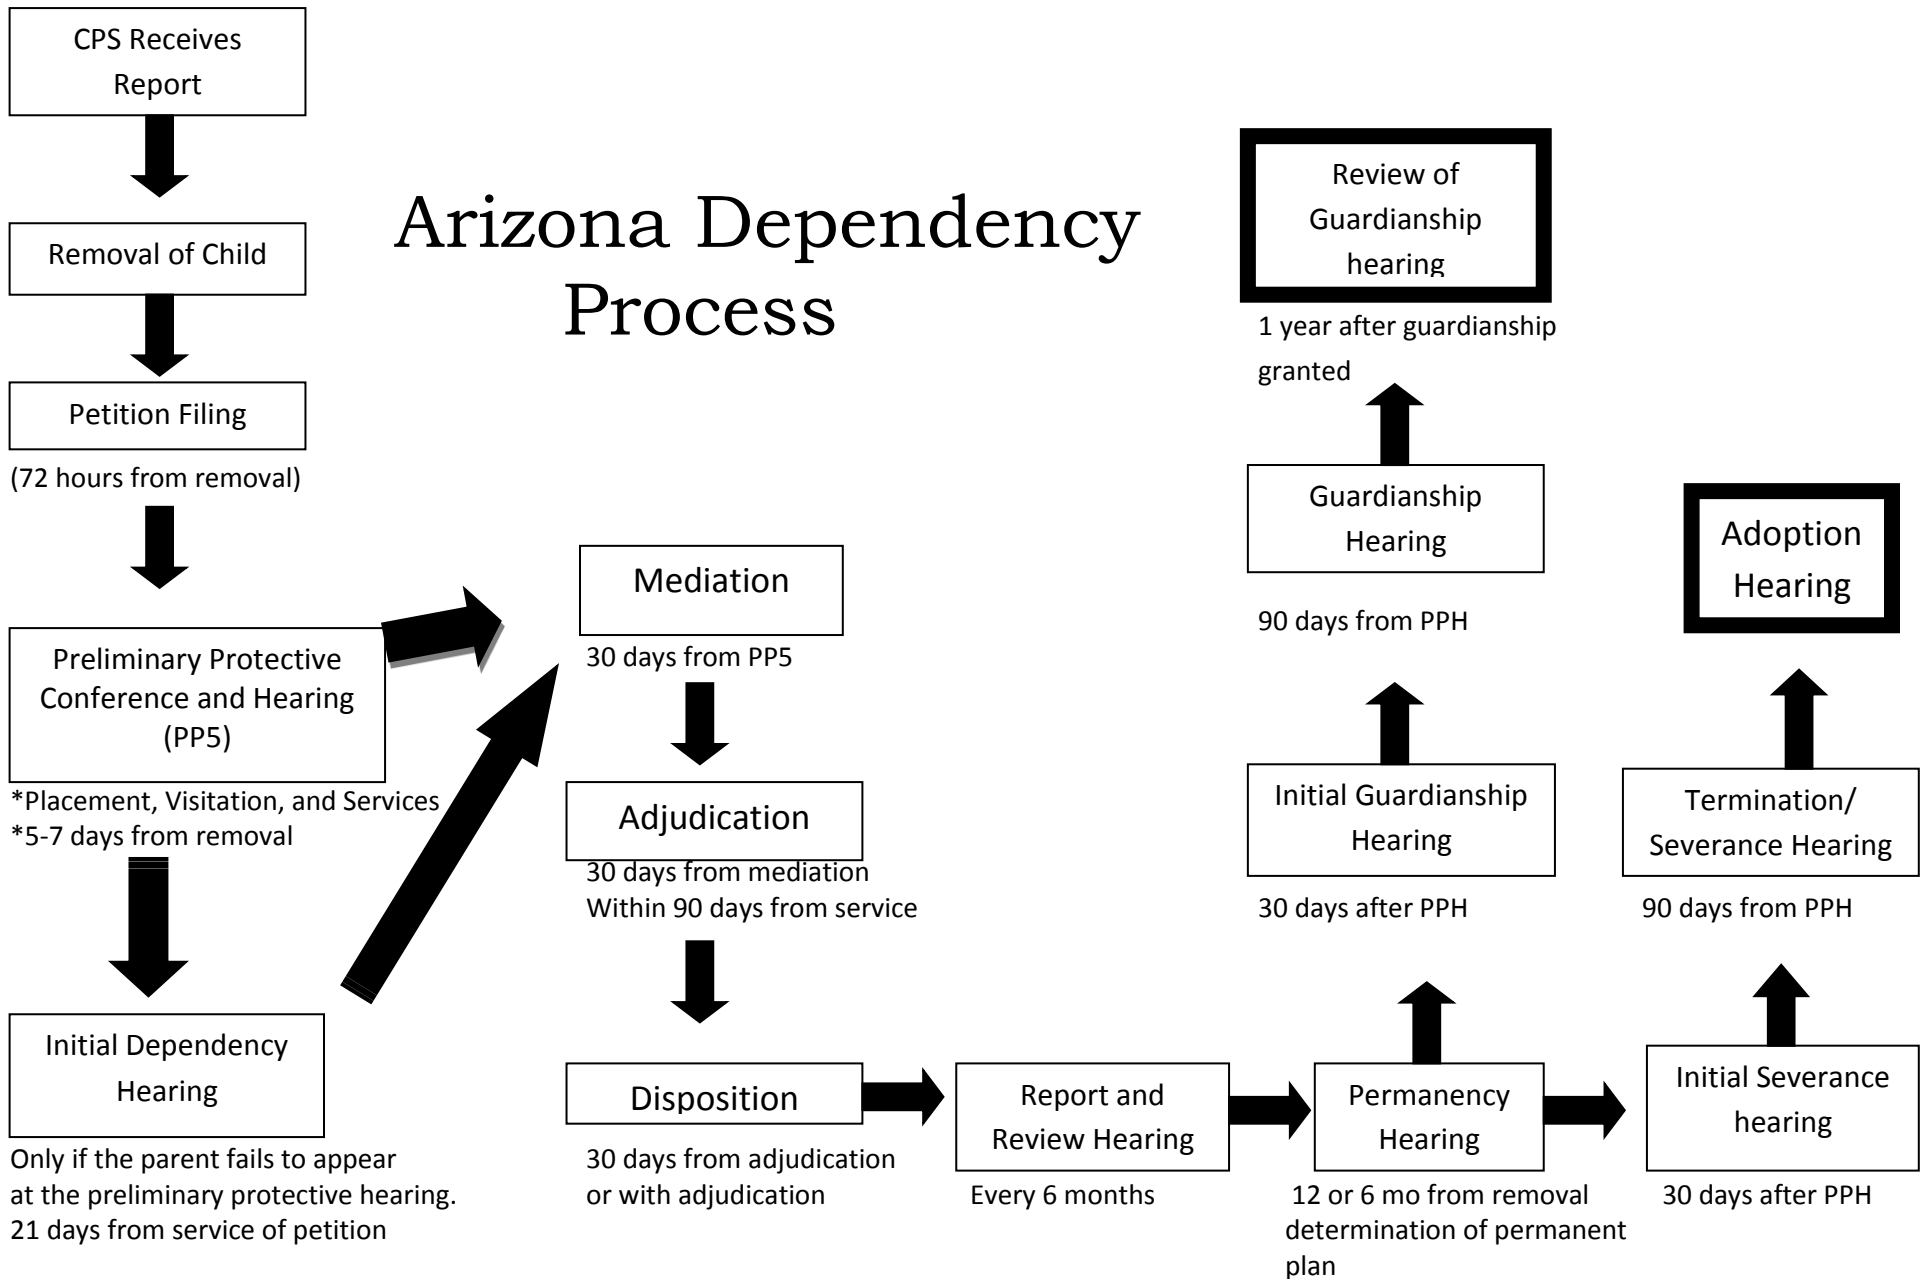 CPS Receives
Report
Removal of Child
Petition Filing
(72 hours from removal)
Preliminary Protective
Conference and Hearing
(PP5)
*Placement, Visitation, and Services
*5-7 days from removal
Initial Dependency
Hearing
Only if the parent fails to appear
at the preliminary protective hearing.
21 days from service of petition
Arizona Dependency
Process
Mediation
30 days from PP5
Adjudication
30 days from mediation
Within 90 days from service
Disposition
30 days from adjudication
or with adjudication
Report and
Review Hearing
Every 6 months
Permanency
Hearing
12 or 6 mo from removal
determination of permanent
plan
Review of
Guardianship
hearing
1 year after guardianship
granted
Guardianship
Hearing
90 days from PPH
Initial Guardianship
Hearing
30 days after PPH
Adoption
Hearing
Termination/
Severance Hearing
90 days from PPH
Initial Severance
hearing
30 days after PPH